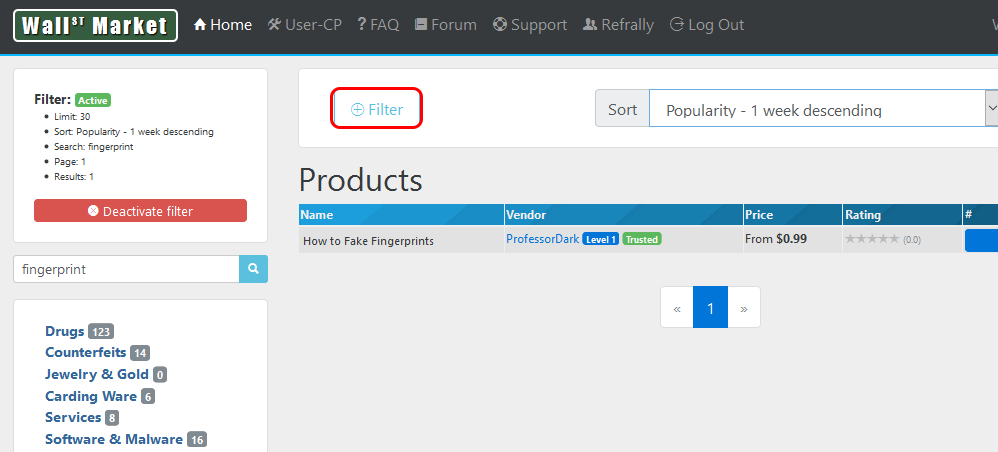 Wall ST Market Home User-CP ? FAQ Forum Support Refrally Log Out
Filter: Active
Limit: 30
Sort: Popularity - 1 week descending
Search: fingerprint
Page: 1
Results: 1
Deactivate filter
fingerprint
Drugs 123
Counterfeits 14
Jewelry & Gold 0
Carding Ware 6
Services 8
Software & Malware 16
Filter Sort Popularity - 1 week descending
Products
Name Vendor Price Rating #
How to Fake Fingerprints ProfessorDark Level 1 Trusted From $0.99 (0.0)
« 1 »